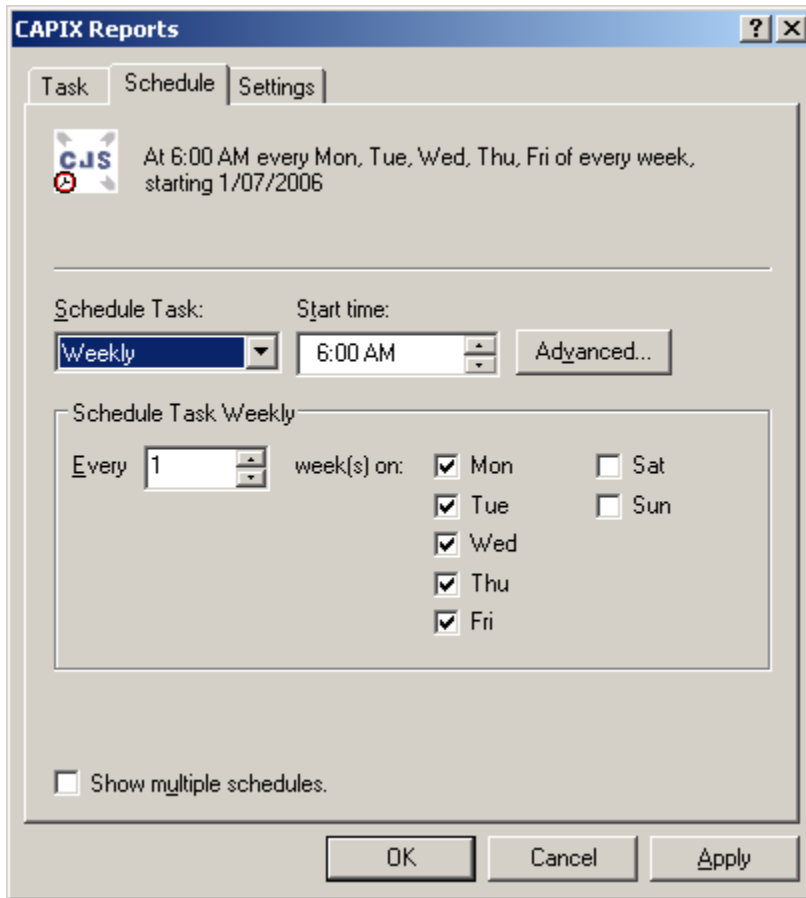 CAPIX Reports
Task Schedule Settings
CJS
At 6:00 AM every Mon, Tue, Wed, Thu, Fri of every week,
starting 1/07/2006
Schedule Task: Start time:
Weekly 6:00 AM Advanced...
Schedule Task Weekly
Every 1 week(s) on: Mon Sat
Tue Sun
Wed
Thu
Fri
Show multiple schedules.
OK Cancel Apply